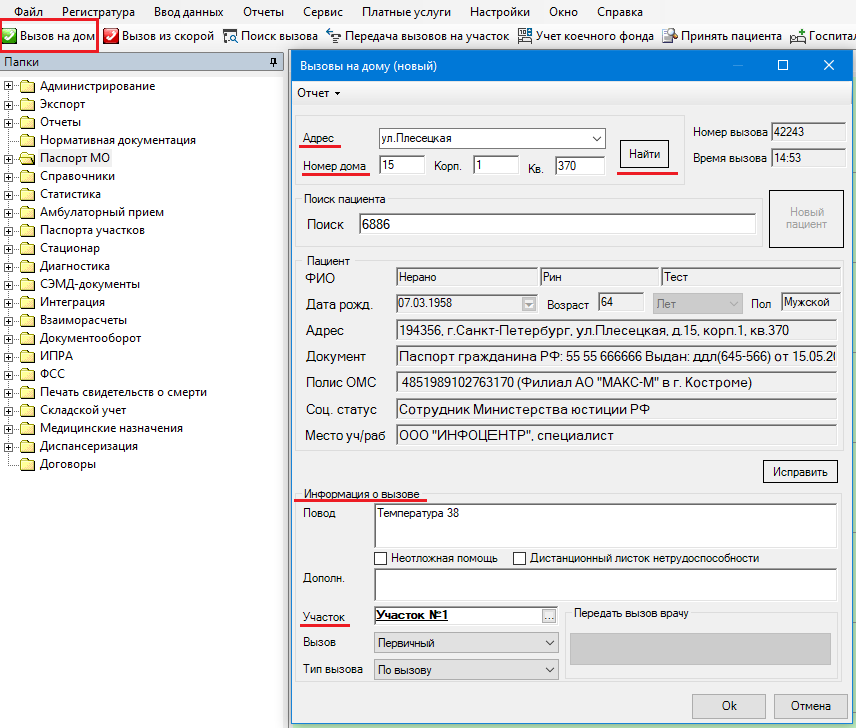 Файл Регистратура Ввод данных Отчеты Сервис Платные услуги Настройки Окно Справка
Вызов на дом Вызов из скорой Поиск вызова Передача вызовов на участок Учет коечного фонда Принять пациента Госпитал
Папки
Администрирование
Экспорт
Отчеты
Нормативная документация
Паспорт МО
Справочники
Статистика
Амбулаторный прием
Паспорта участков
Стационар
Диагностика
СЭМД-документы
Интеграция
Взаиморасчеты
Документооборот
ИПРА
ФСС
Печать свидетельств о смерти
Складской учет
Медицинские назначения
Диспансеризация
Договоры
Вызовы на дому (новый)
Отчет
Адрес ул.Плесецкая
Номер дома 15 Корп. 1 Кв. 370
Найти
Номер вызова 42243
Время вызова 14:53
Поиск пациента
Поиск 6886
Новый
пациент
Пациент
ФИО Нерано Рин Тест
Дата рожд. 07.03.1958 Возраст 64 Лет Пол Мужской
Адрес 194356, г.Санкт-Петербург, ул.Плесецкая, д.15, корп.1, кв.370
Документ Паспорт гражданина РФ: 55 55 666666 Выдан: ддл(645-566) от 15.05.20
Полис ОМС 4851989102763170 (Филиал АО "МАКС-М" в г. Костроме)
Соц. статус Сотрудник Министерства юстиции РФ
Место уч/раб ООО "ИНФОЦЕНТР", специалист
Исправить
Информация о вызове
Повод Температура 38
Неотложная помощь Дистанционный листок нетрудоспособности
Дополн.
Участок Участок №1 ...
Передать вызов врачу
Вызов Первичный
Тип вызова По вызову
Ok Отмена